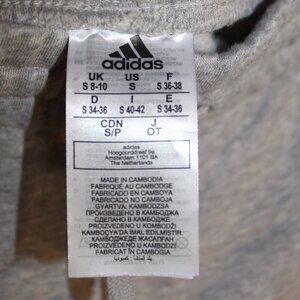 adidas
UK US F
S 8-10 S S 36-38
D I E
S 34-36 S 40-42 S 34-36
CDN J
S/P OT
adidas
Hoogoorddreef 9a
Amsterdam 1101 BA
The Netherlands
MADE IN CAMBODIA
FABRIQUÉ AU CAMBODGE
FABRICADO EN CAMBOYA
FABRICADO NO CAMBOJA
GYÁRTVA: KAMBODZSA
ПРОИЗВЕДЕНО В КАМБОДЖА
СДЕЛАНО В КАМБОДЖЕ
PROIZVEDENO U KAMBODŽI
KAMBOÇYA'DA İMAL EDİLMİŞTİR.
КАМБОДЖАДА ЖАСАЛҒАН
PROIZVEDENO U KAMBODŽI
FABRICAT ÎN CAMBOGIA